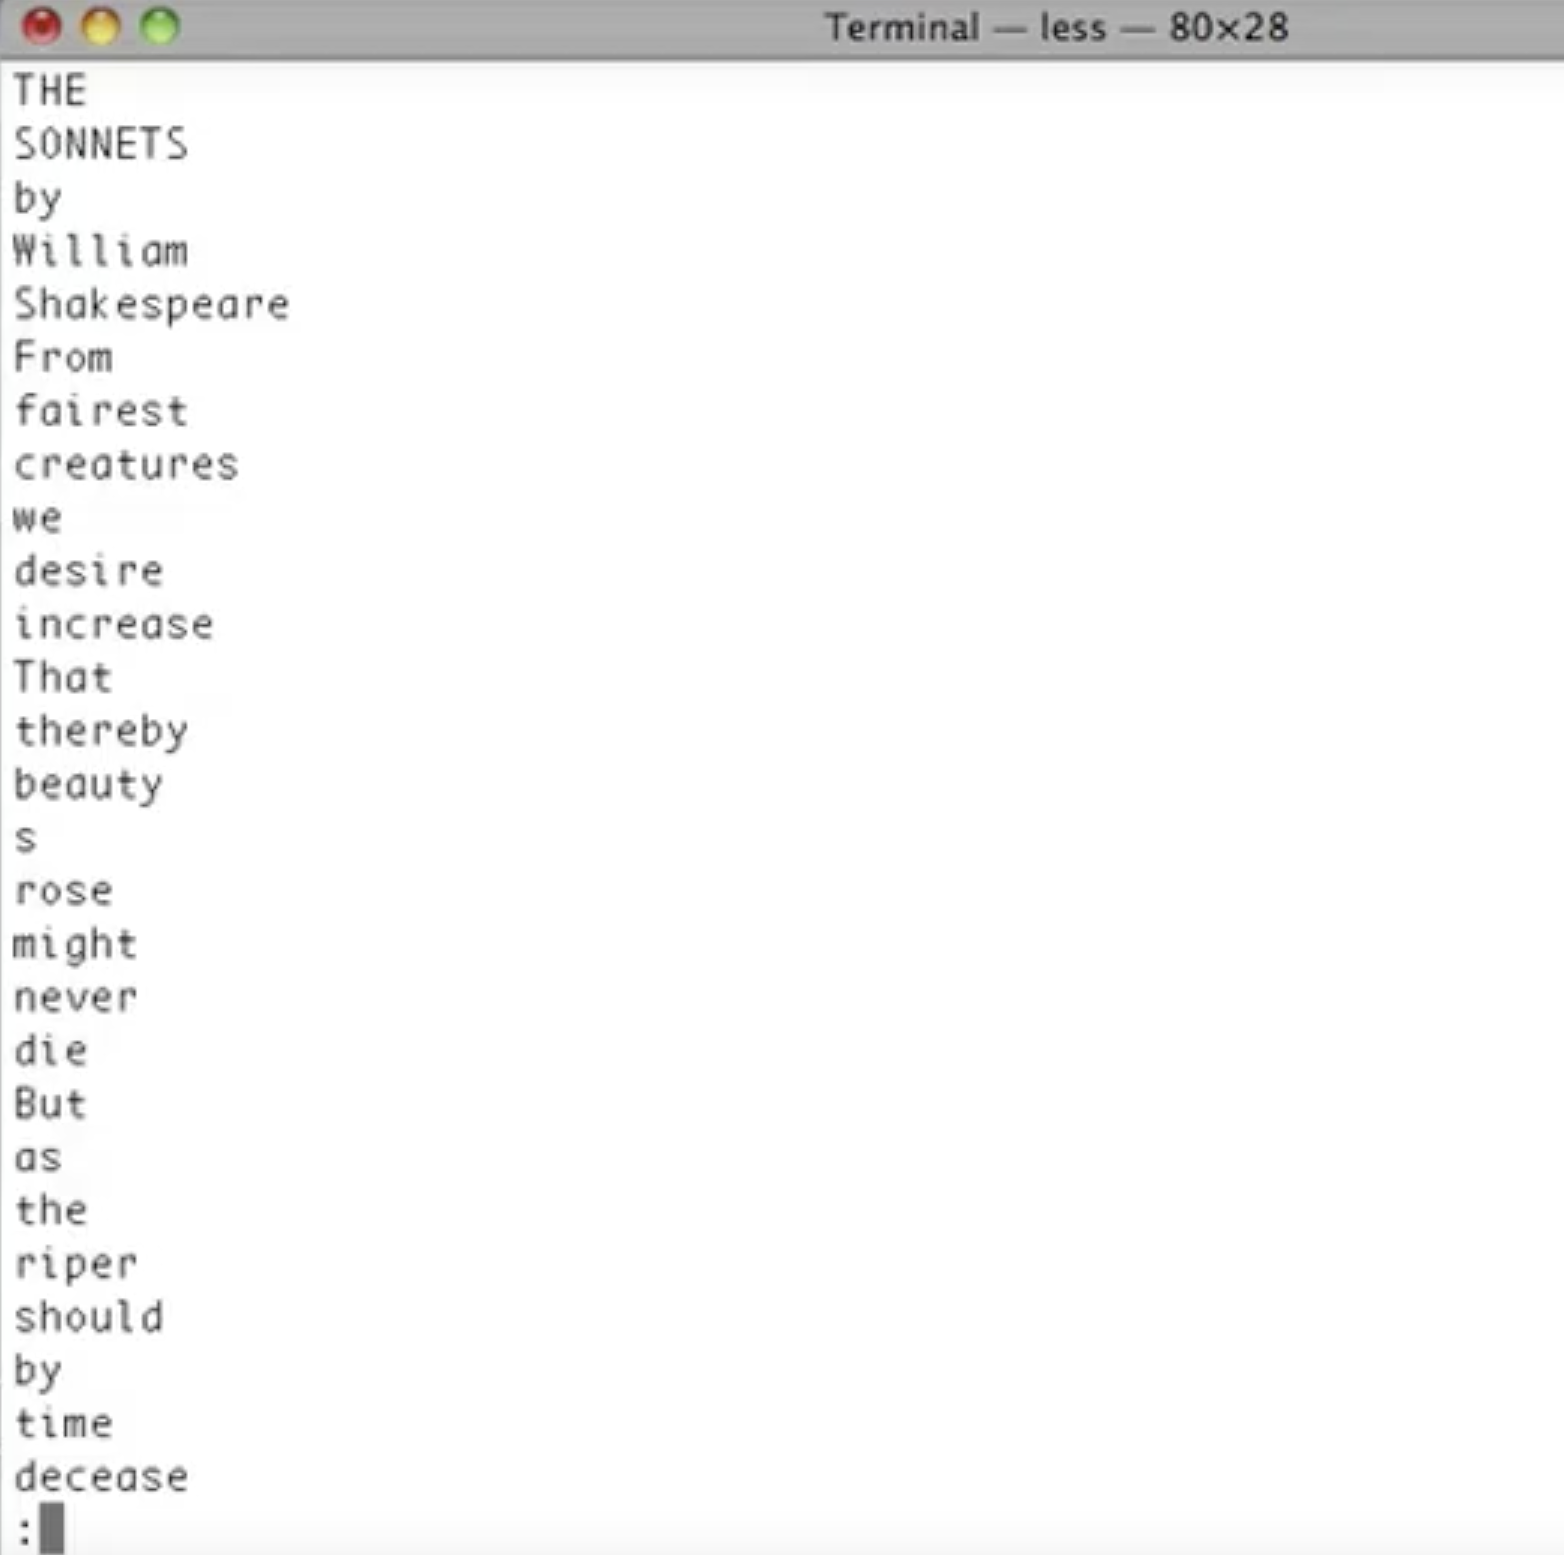 Terminal — less — 80×28
THE
SONNETS
by
William
Shakespeare
From
fairest
creatures
we
desire
increase
That
thereby
beauty
s
rose
might
never
die
But
as
the
riper
should
by
time
decease
: